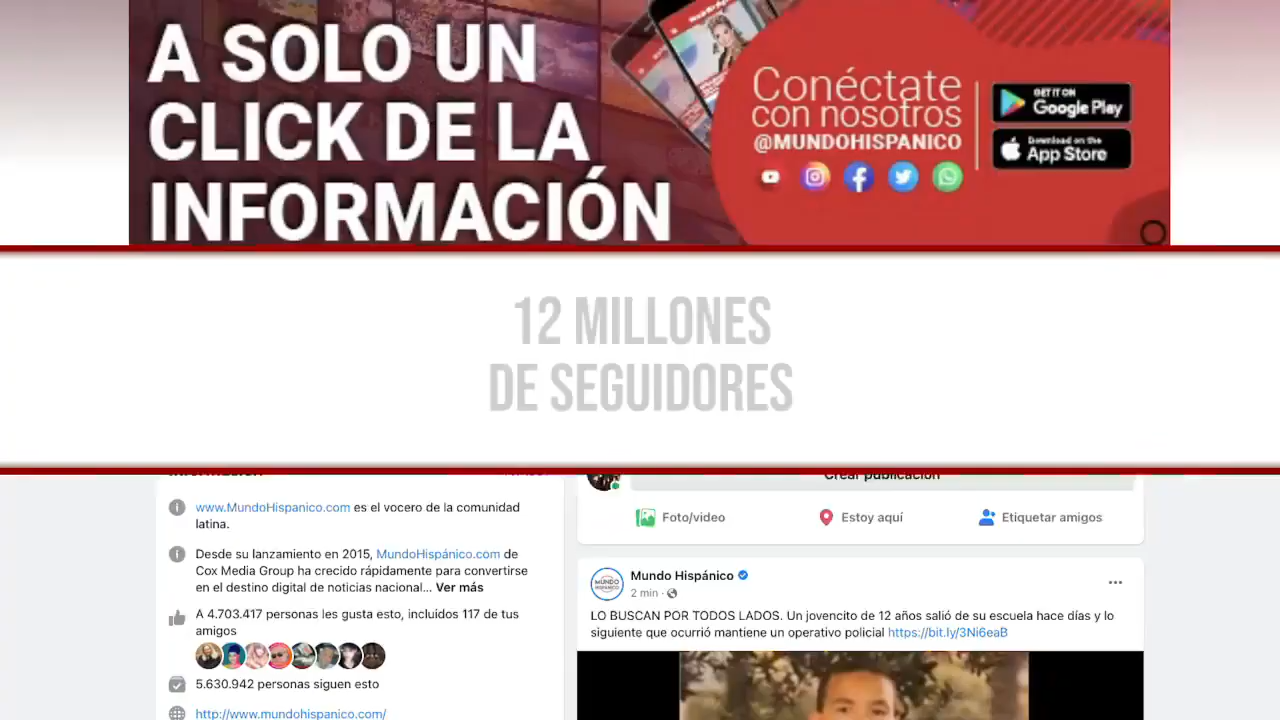 A SOLO UN
CLICK DE LA
INFORMACIÓN
Conéctate
con nosotros
@MUNDOHISPANICO
GET IT ON
Google Play
Download on the
App Store
12 MILLONES
DE SEGUIDORES
www.MundoHispanico.com es el vocero de la comunidad
latina.
Desde su lanzamiento en 2015, MundoHispánico.com de
Cox Media Group ha crecido rápidamente para convertirse
en el destino digital de noticias nacional... Ver más
A 4.703.417 personas les gusta esto, incluidos 117 de tus
amigos
5.630.942 personas siguen esto
http://www.mundohispanico.com/
Crear publicación
Foto/video
Estoy aquí
Etiquetar amigos
MUNDO
HISPÁNICO
Mundo Hispánico
2 min ·
LO BUSCAN POR TODOS LADOS. Un jovencito de 12 años salió de su escuela hace días y lo
siguiente que ocurrió mantiene un operativo policial https://bit.ly/3Ni6eaB